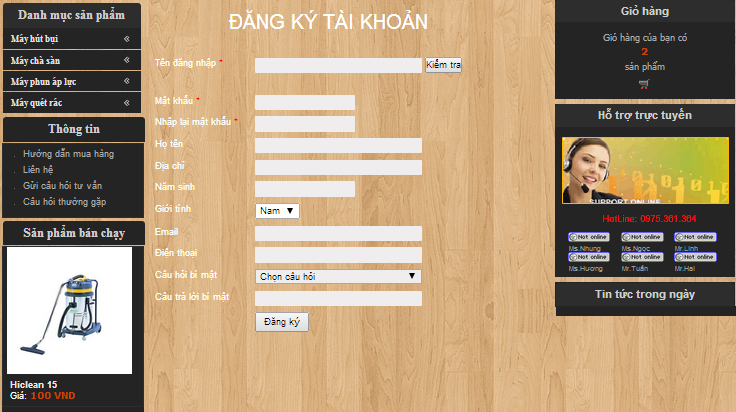 Danh mục sản phẩm
Máy hút bụi
Máy chà sàn
Máy phun áp lực
Máy quét rác
Thông tin
Hướng dẫn mua hàng
Liên hệ
Gửi câu hỏi tư vấn
Câu hỏi thường gặp
Sản phẩm bán chạy
Hiclean 15
Giá: 100 VND
ĐĂNG KÝ TÀI KHOẢN
Tên đăng nhập *
Kiểm tra
Mật khẩu *
Nhập lại mật khẩu *
Họ tên
Địa chỉ
Năm sinh
Giới tính
Nam
Email
Điện thoại
Câu hỏi bí mật
Chọn câu hỏi
Câu trả lời bí mật
Đăng ký
Giỏ hàng
Giỏ hàng của bạn có
2
sản phẩm
Hỗ trợ trực tuyến
SUPPORT ONLINE
HotLine: 0975.361.364
Not online Not online Not online
Ms.Nhung Ms.Ngọc Mr.Linh
Not online Not online Not online
Ms.Hương Mr.Tuấn Mr.Hai
Tin tức trong ngày